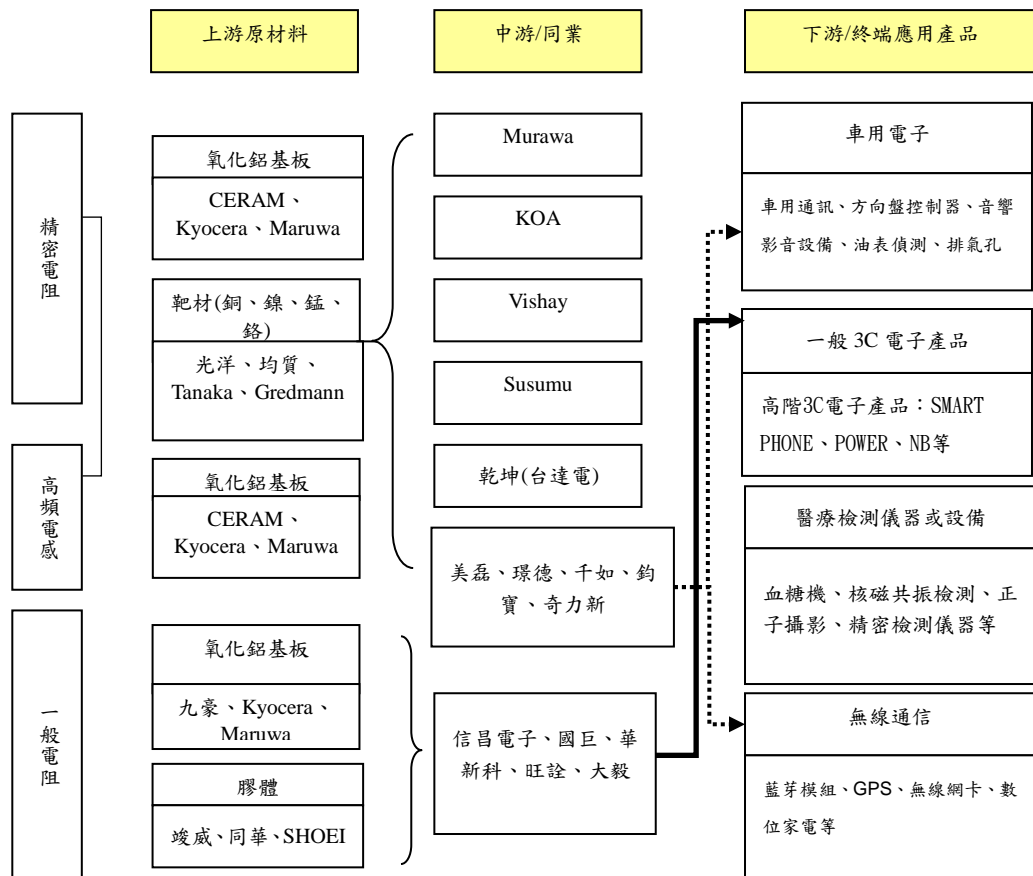 上游原材料
中游/同業
下游/終端應用產品
精密電阻
高頻電感
一般電阻
氧化鋁基板
CERAM、
Kyocera、Maruwa
靶材(銅、鎳、錳、
鉻)
光洋、均質、
Tanaka、Gredmann
氧化鋁基板
CERAM、
Kyocera、Maruwa
氧化鋁基板
九豪、Kyocera、
Maruwa
膠體
竣威、同華、SHOEI
Murawa
KOA
Vishay
Susumu
乾坤(台達電)
美磊、璟德、千如、鈞
寶、奇力新
信昌電子、國巨、華
新科、旺詮、大毅
車用電子
車用通訊、方向盤控制器、音響
影音設備、油表偵測、排氣孔
一般 3C 電子產品
高階3C電子產品：SMART
PHONE、POWER、NB等
醫療檢測儀器或設備
血糖機、核磁共振檢測、正
子攝影、精密檢測儀器等
無線通信
藍芽模組、GPS、無線網卡、數
位家電等